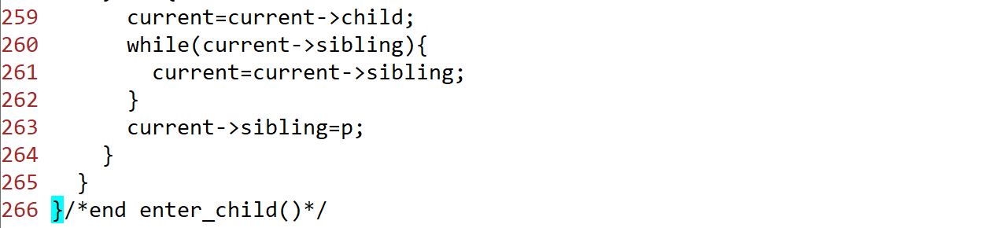 259       current=current->child;
260       while(current->sibling){
261         current=current->sibling;
262       }
263       current->sibling=p;
264     }
265   }
266 }/*end enter_child()*/